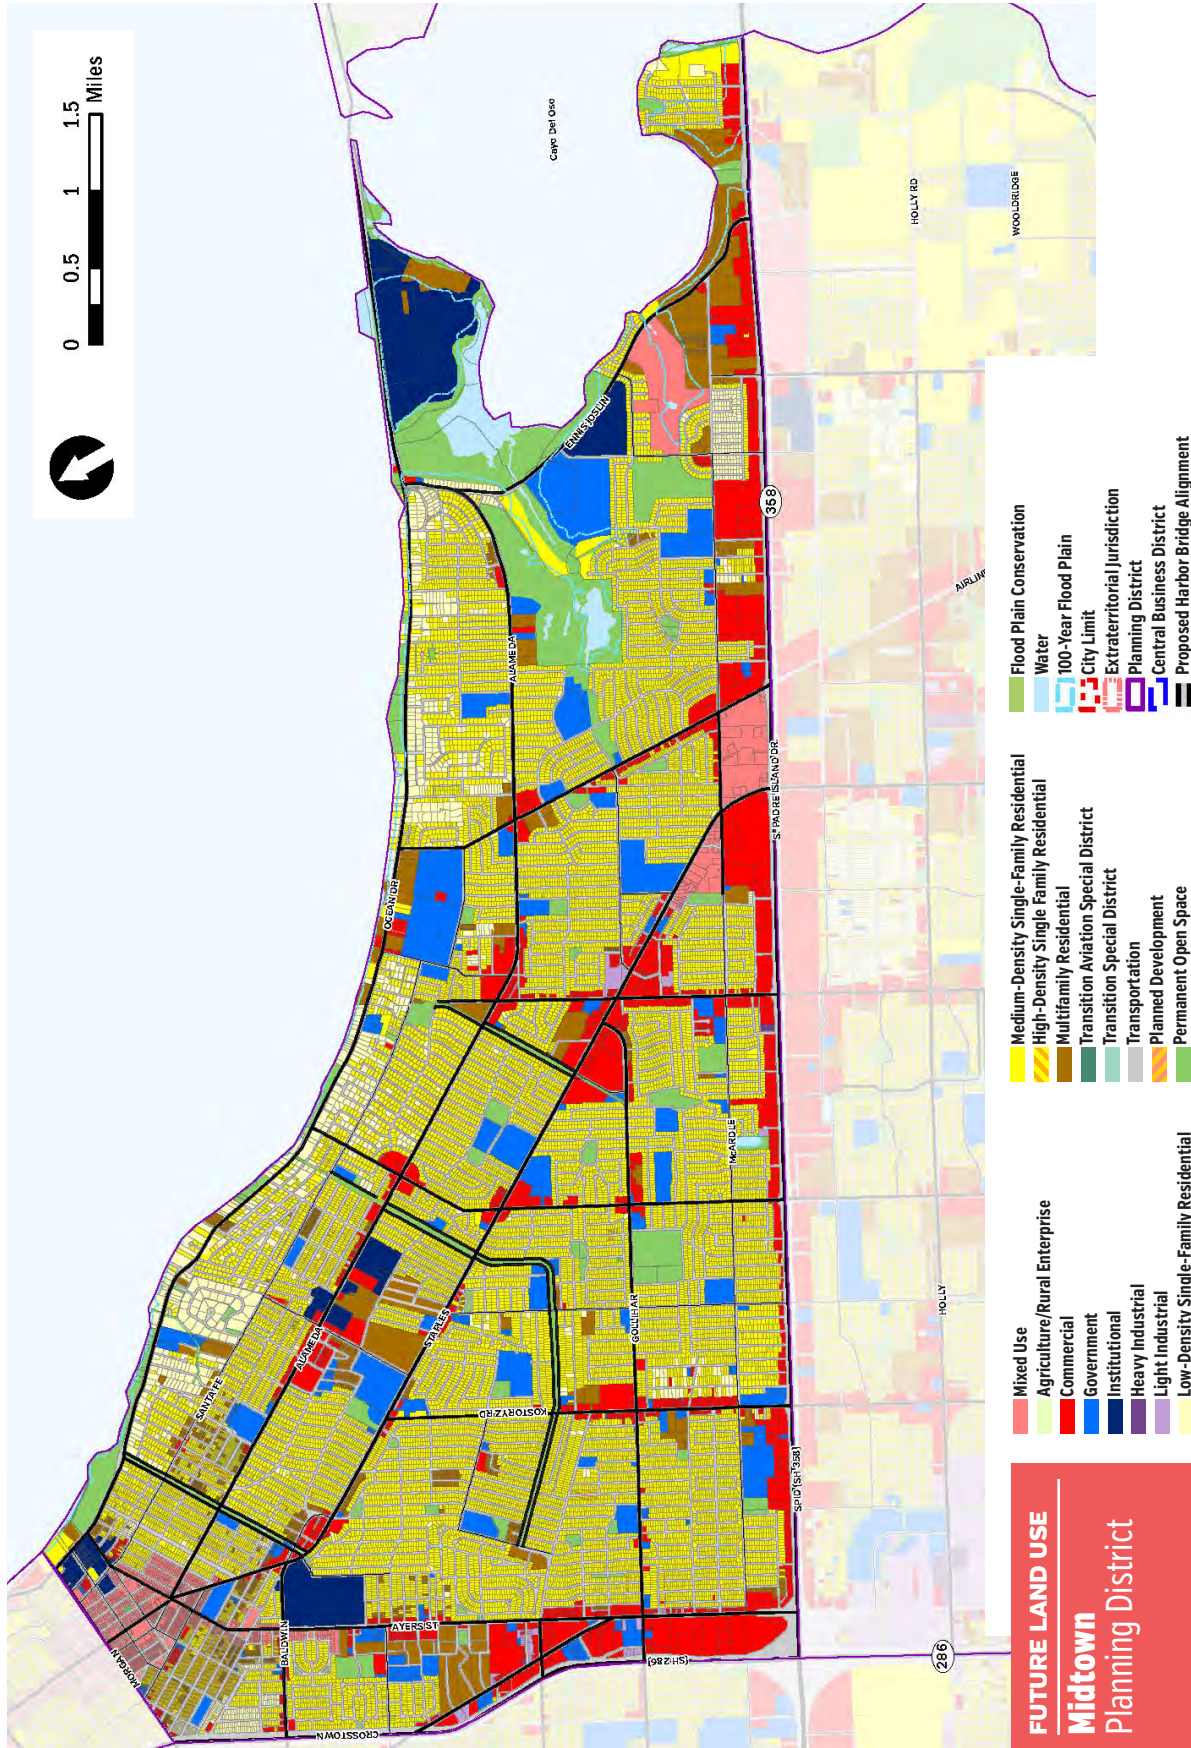 FUTURE LAND USE
Midtown
Planning District
Mixed Use
Agriculture/Rural Enterprise
Commercial
Government
Institutional
Heavy Industrial
Light Industrial
Low-Density Single-Family Residential
Medium-Density Single-Family Residential
High-Density Single Family Residential
Multifamily Residential
Transition Aviation Special District
Transition Special District
Transportation
Planned Development
Permanent Open Space
Flood Plain Conservation
Water
100-Year Flood Plain
City Limit
Extraterritorial Jurisdiction
Planning District
Central Business District
Proposed Harbor Bridge Alignment
0 0.5 1 1.5
Miles
Cayo Del Oso
HOLLY RD
WOOLDRIDGE
ENNIS JOSLIN
358
AIRLINE
ALAMEDA
S PADRE ISLAND DR
OCEAN DR
McARDLE
GOLLIHAR
HOLLY
STAPLES
ALAMEDA
SANTA FE
KOSTORYZ RD
SPID (SH 358)
MORGAN
BALDWIN
AYERS ST
CROSSTOWN
(SH 286)
286